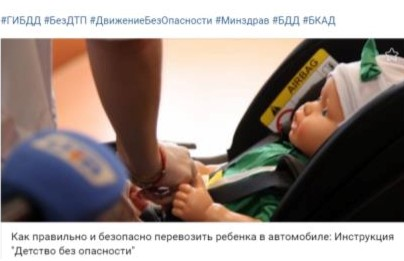 #ГИБДД #БезДТП #ДвижениеБезОпасности #Минздрав #БДД #БКАД
AIRBAG
Как правильно и безопасно перевозить ребенка в автомобиле: Инструкция
"Детство без опасности"